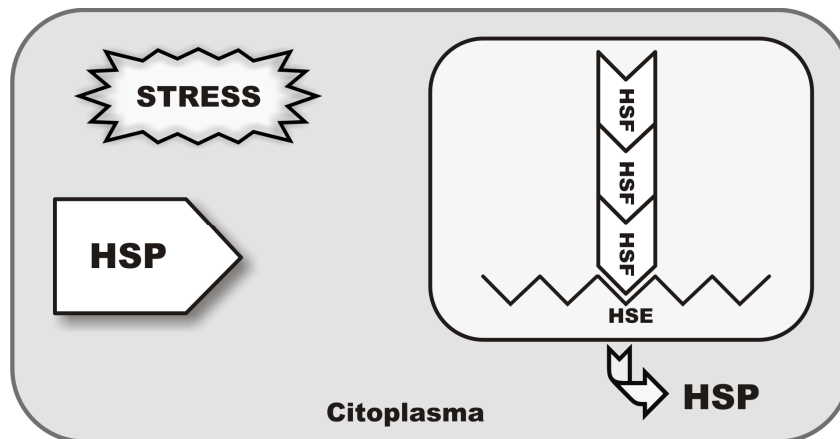 STRESS
HSP
HSF
HSF
HSF
HSE
HSP
Citoplasma